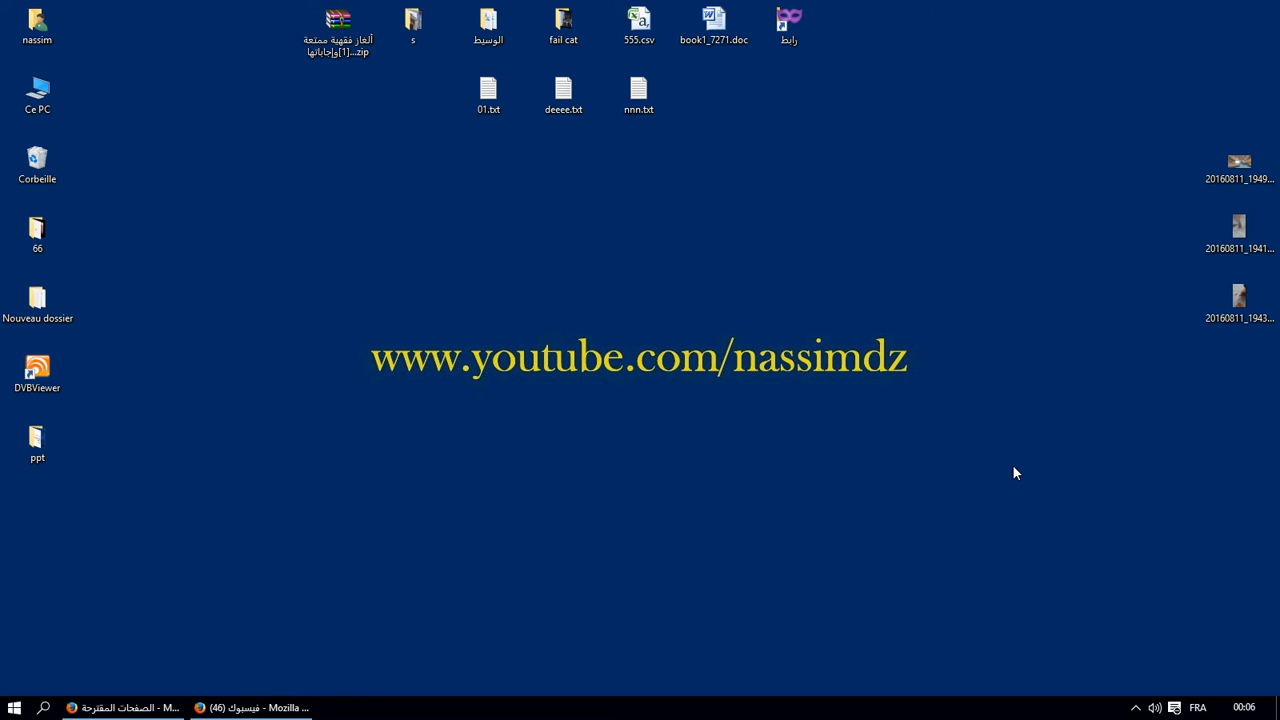 nassim
ألغاز فقهية ممتعة
وإجاباتها[1]...zip
s
الوسيط
fail cat
555.csv
book1_7271.doc
رابط
Ce PC
01.txt
deeee.txt
nnn.txt
Corbeille
20160811_1949...
66
20160811_1941...
Nouveau dossier
20160811_1943...
www.youtube.com/nassimdz
DVBViewer
ppt
الصفحات المقترحة - M...
(46) فيسبوك - Mozilla ...
FRA
00:06